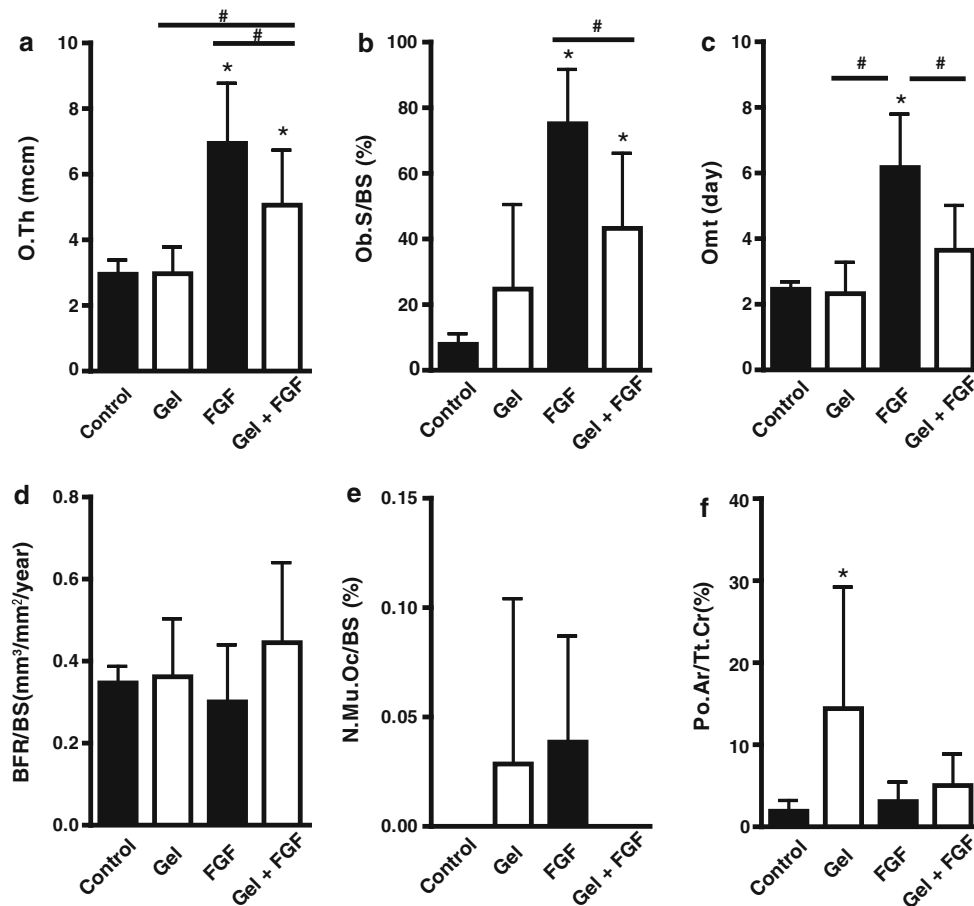 #
#
a
O.Th (mcm)
10
8
6
4
2
0
*
*
Control
Gel
FGF
Gel + FGF
b
Ob.S/BS (%)
100
80
60
40
20
0
#
*
*
Control
Gel
FGF
Gel + FGF
c
Omt (day)
10
8
6
4
2
0
#
#
*
Control
Gel
FGF
Gel + FGF
d
BFR/BS(mm³/mm²/year)
0.8
0.6
0.4
0.2
0.0
Control
Gel
FGF
Gel + FGF
e
N.Mu.Oc/BS (%)
0.15
0.10
0.05
0.00
Control
Gel
FGF
Gel + FGF
f
Po.Ar/Tt.Cr(%)
40
30
20
10
0
*
Control
Gel
FGF
Gel + FGF